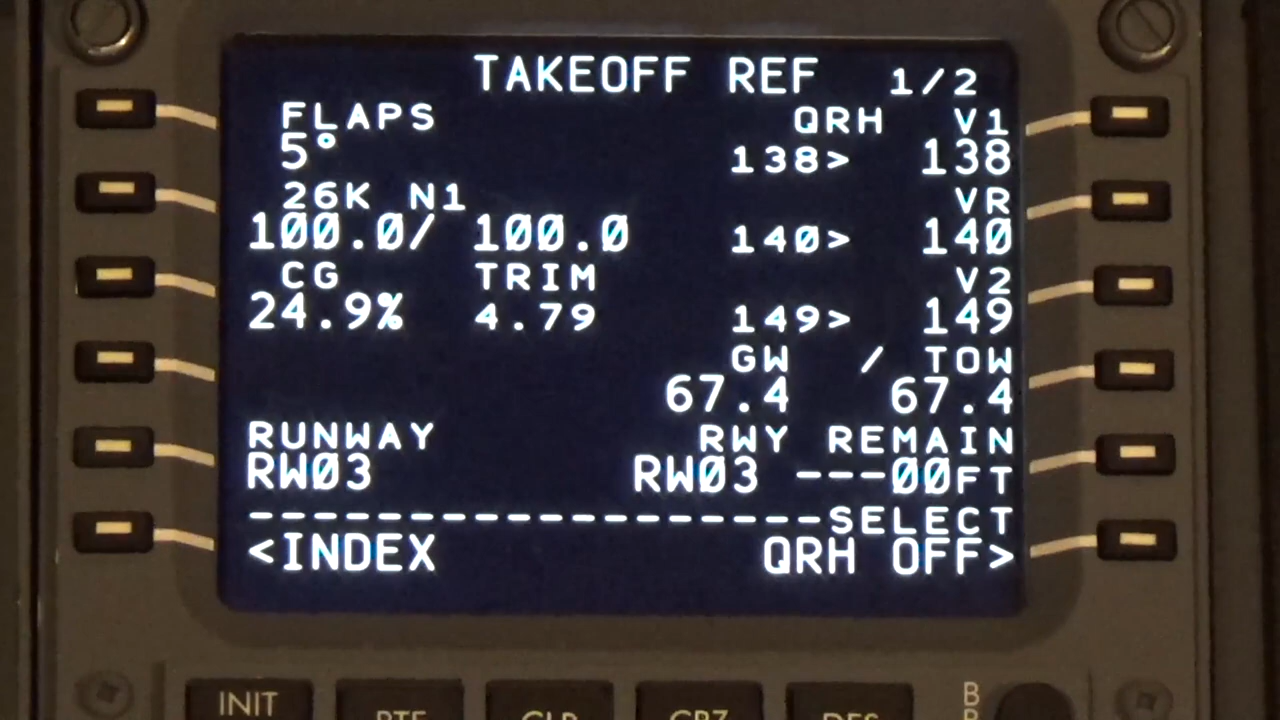 TAKEOFF REF 1/2
FLAPS QRH V1
5° 138> 138
26K N1 VR
100.0/ 100.0 140> 140
CG TRIM V2
24.9% 4.79 149> 149
GW / TOW
67.4 67.4
RUNWAY RWY REMAIN
RW03 RW03 ---00FT
------------------SELECT
<INDEX QRH OFF>
INIT